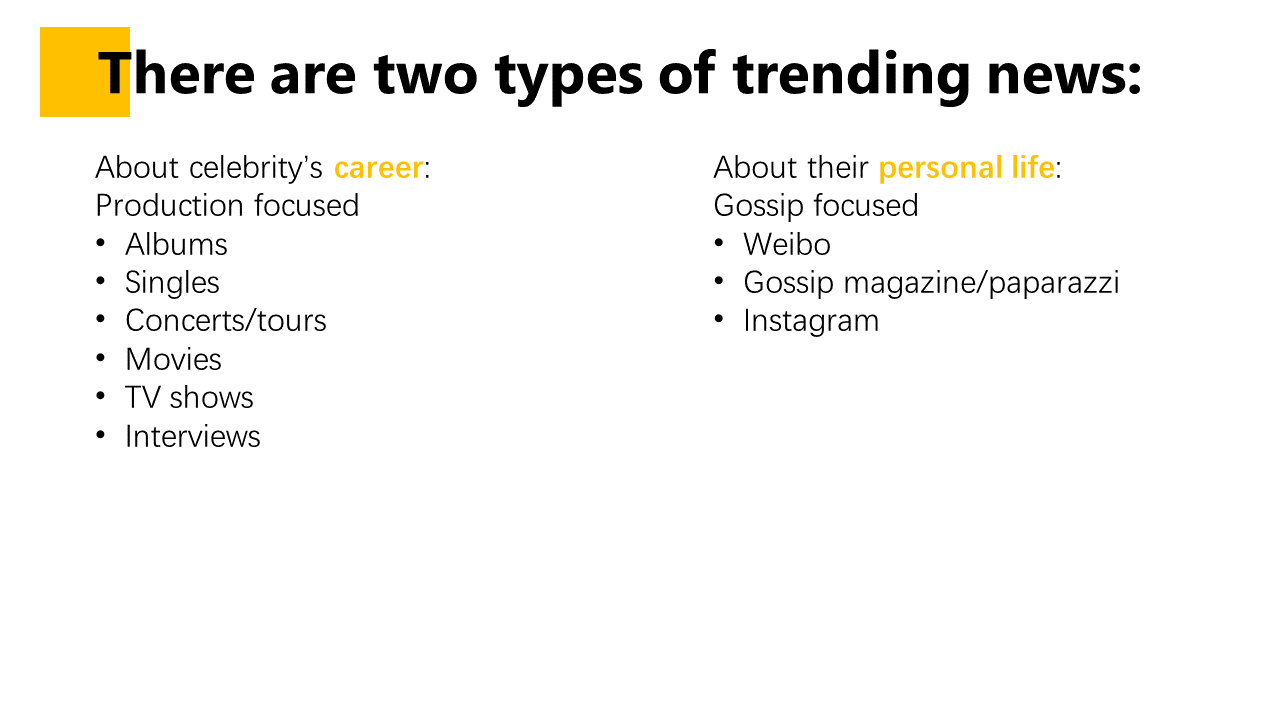 There are two types of trending news:
About celebrity’s career:
Production focused
• Albums
• Singles
• Concerts/tours
• Movies
• TV shows
• Interviews
About their personal life:
Gossip focused
• Weibo
• Gossip magazine/paparazzi
• Instagram